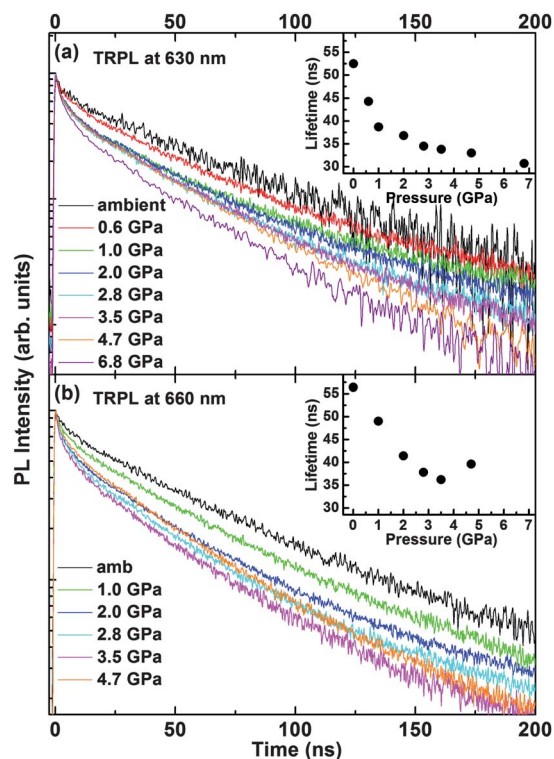 0 50 100 150 200
(a) TRPL at 630 nm
Lifetime (ns)
55
50
45
40
35
30
0 1 2 3 4 5 6 7
Pressure (GPa)
ambient
0.6 GPa
1.0 GPa
2.0 GPa
2.8 GPa
3.5 GPa
4.7 GPa
6.8 GPa
PL Intensity (arb. units)
(b) TRPL at 660 nm
Lifetime (ns)
55
50
45
40
35
30
0 1 2 3 4 5 6 7
Pressure (GPa)
amb
1.0 GPa
2.0 GPa
2.8 GPa
3.5 GPa
4.7 GPa
0 50 100 150 200
Time (ns)